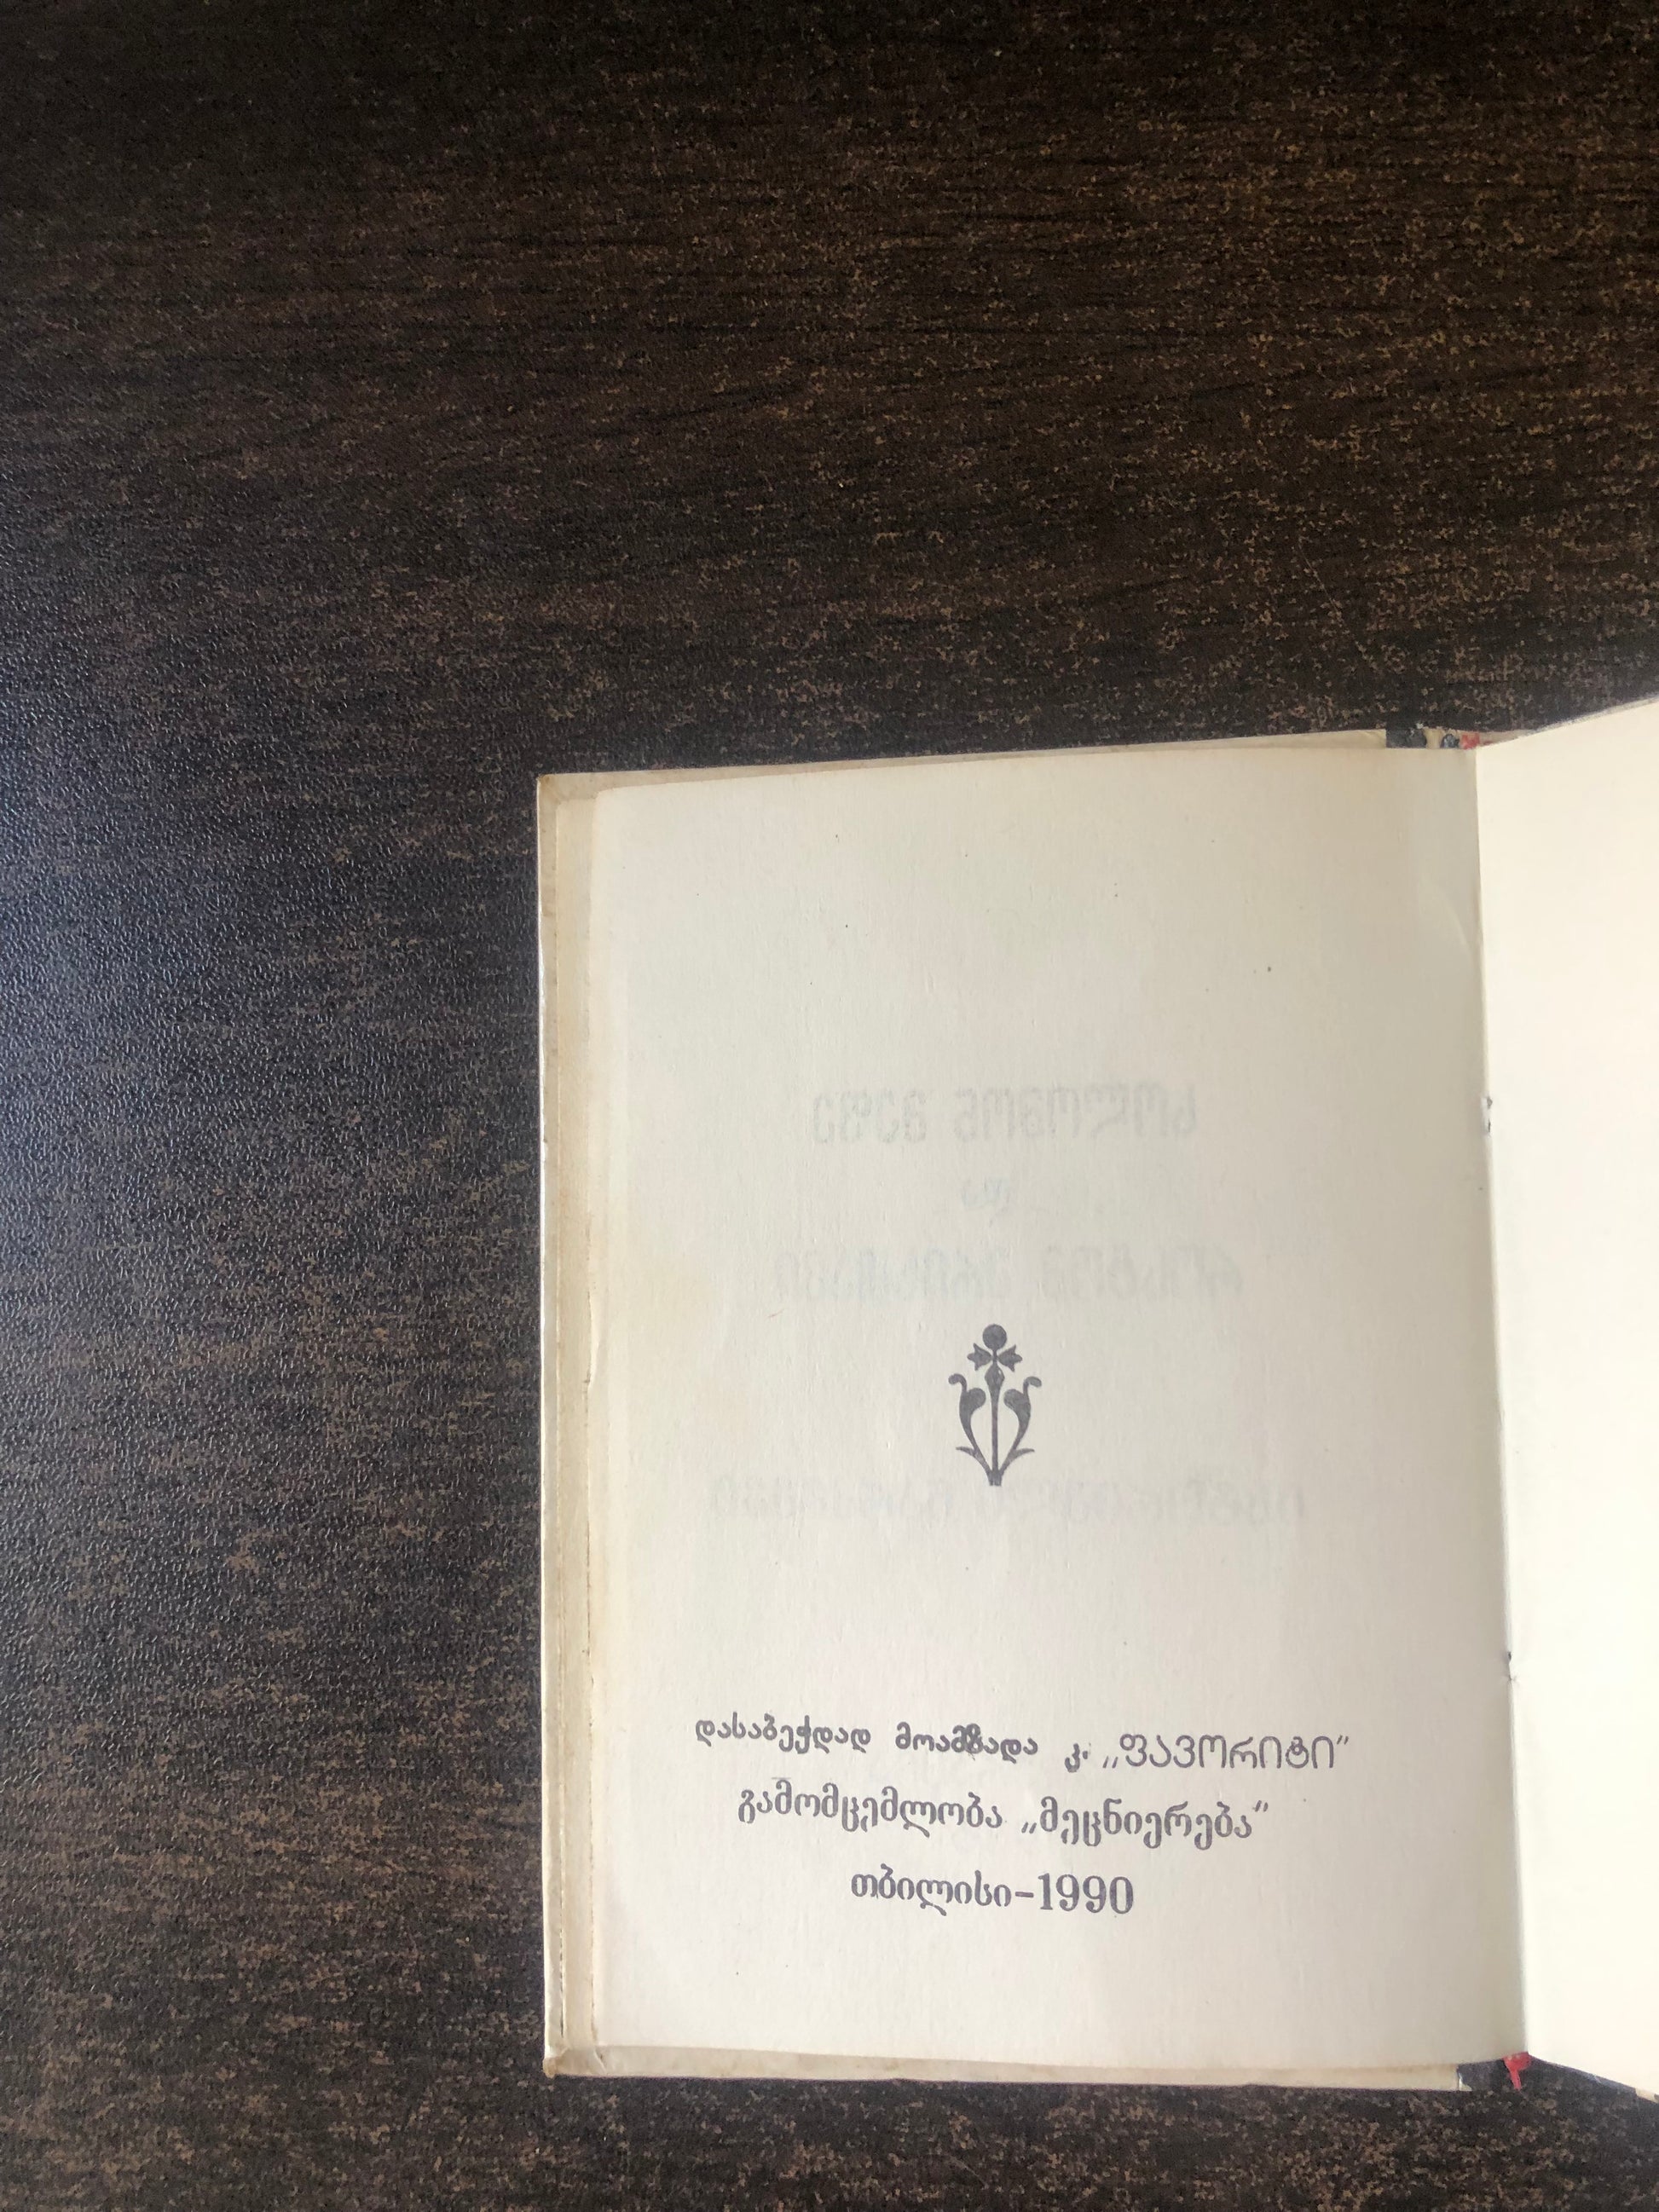 დასაბეჭდად მოამზადა კ. „ფავორიტი“
გამომცემლობა „მეცნიერება“
თბილისი-1990